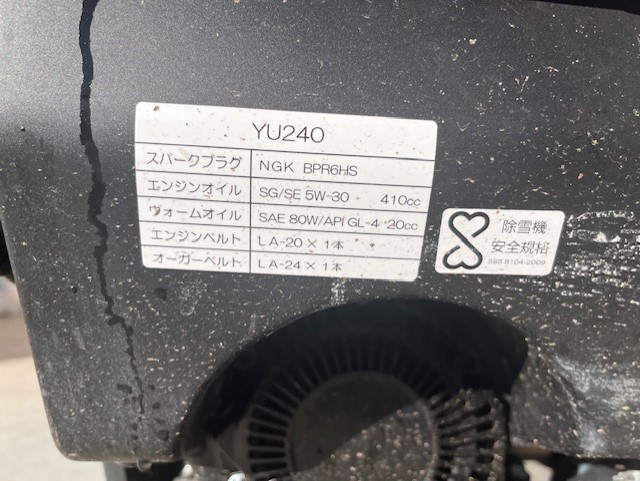 YU240
スパークプラグ NGK BPR6HS
エンジンオイル SG/SE 5W-30 410cc
ウォームオイル SAE 80W/API GL-4 20cc
エンジンベルト LA-20×1本
オーガーベルト LA-24×1本
除雪機
安全規格
SSS 8104-2009